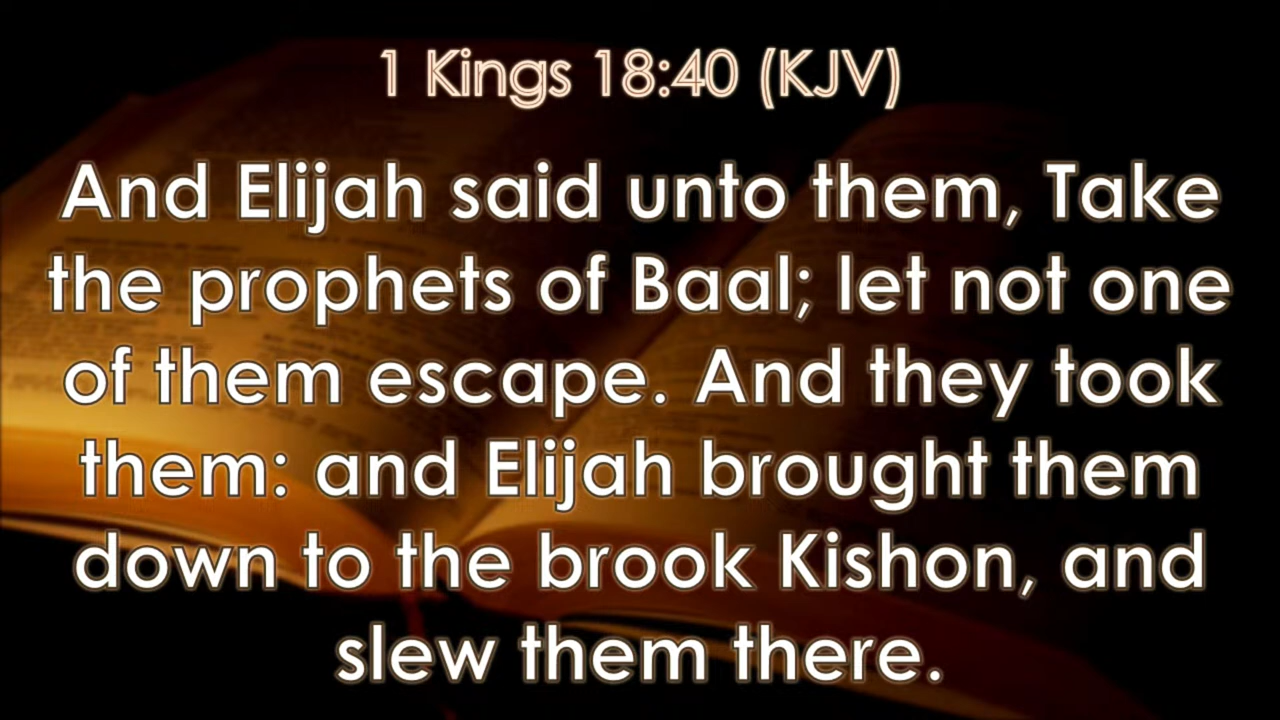 1 Kings 18:40 (KJV)
And Elijah said unto them, Take
the prophets of Baal; let not one
of them escape. And they took
them: and Elijah brought them
down to the brook Kishon, and
slew them there.